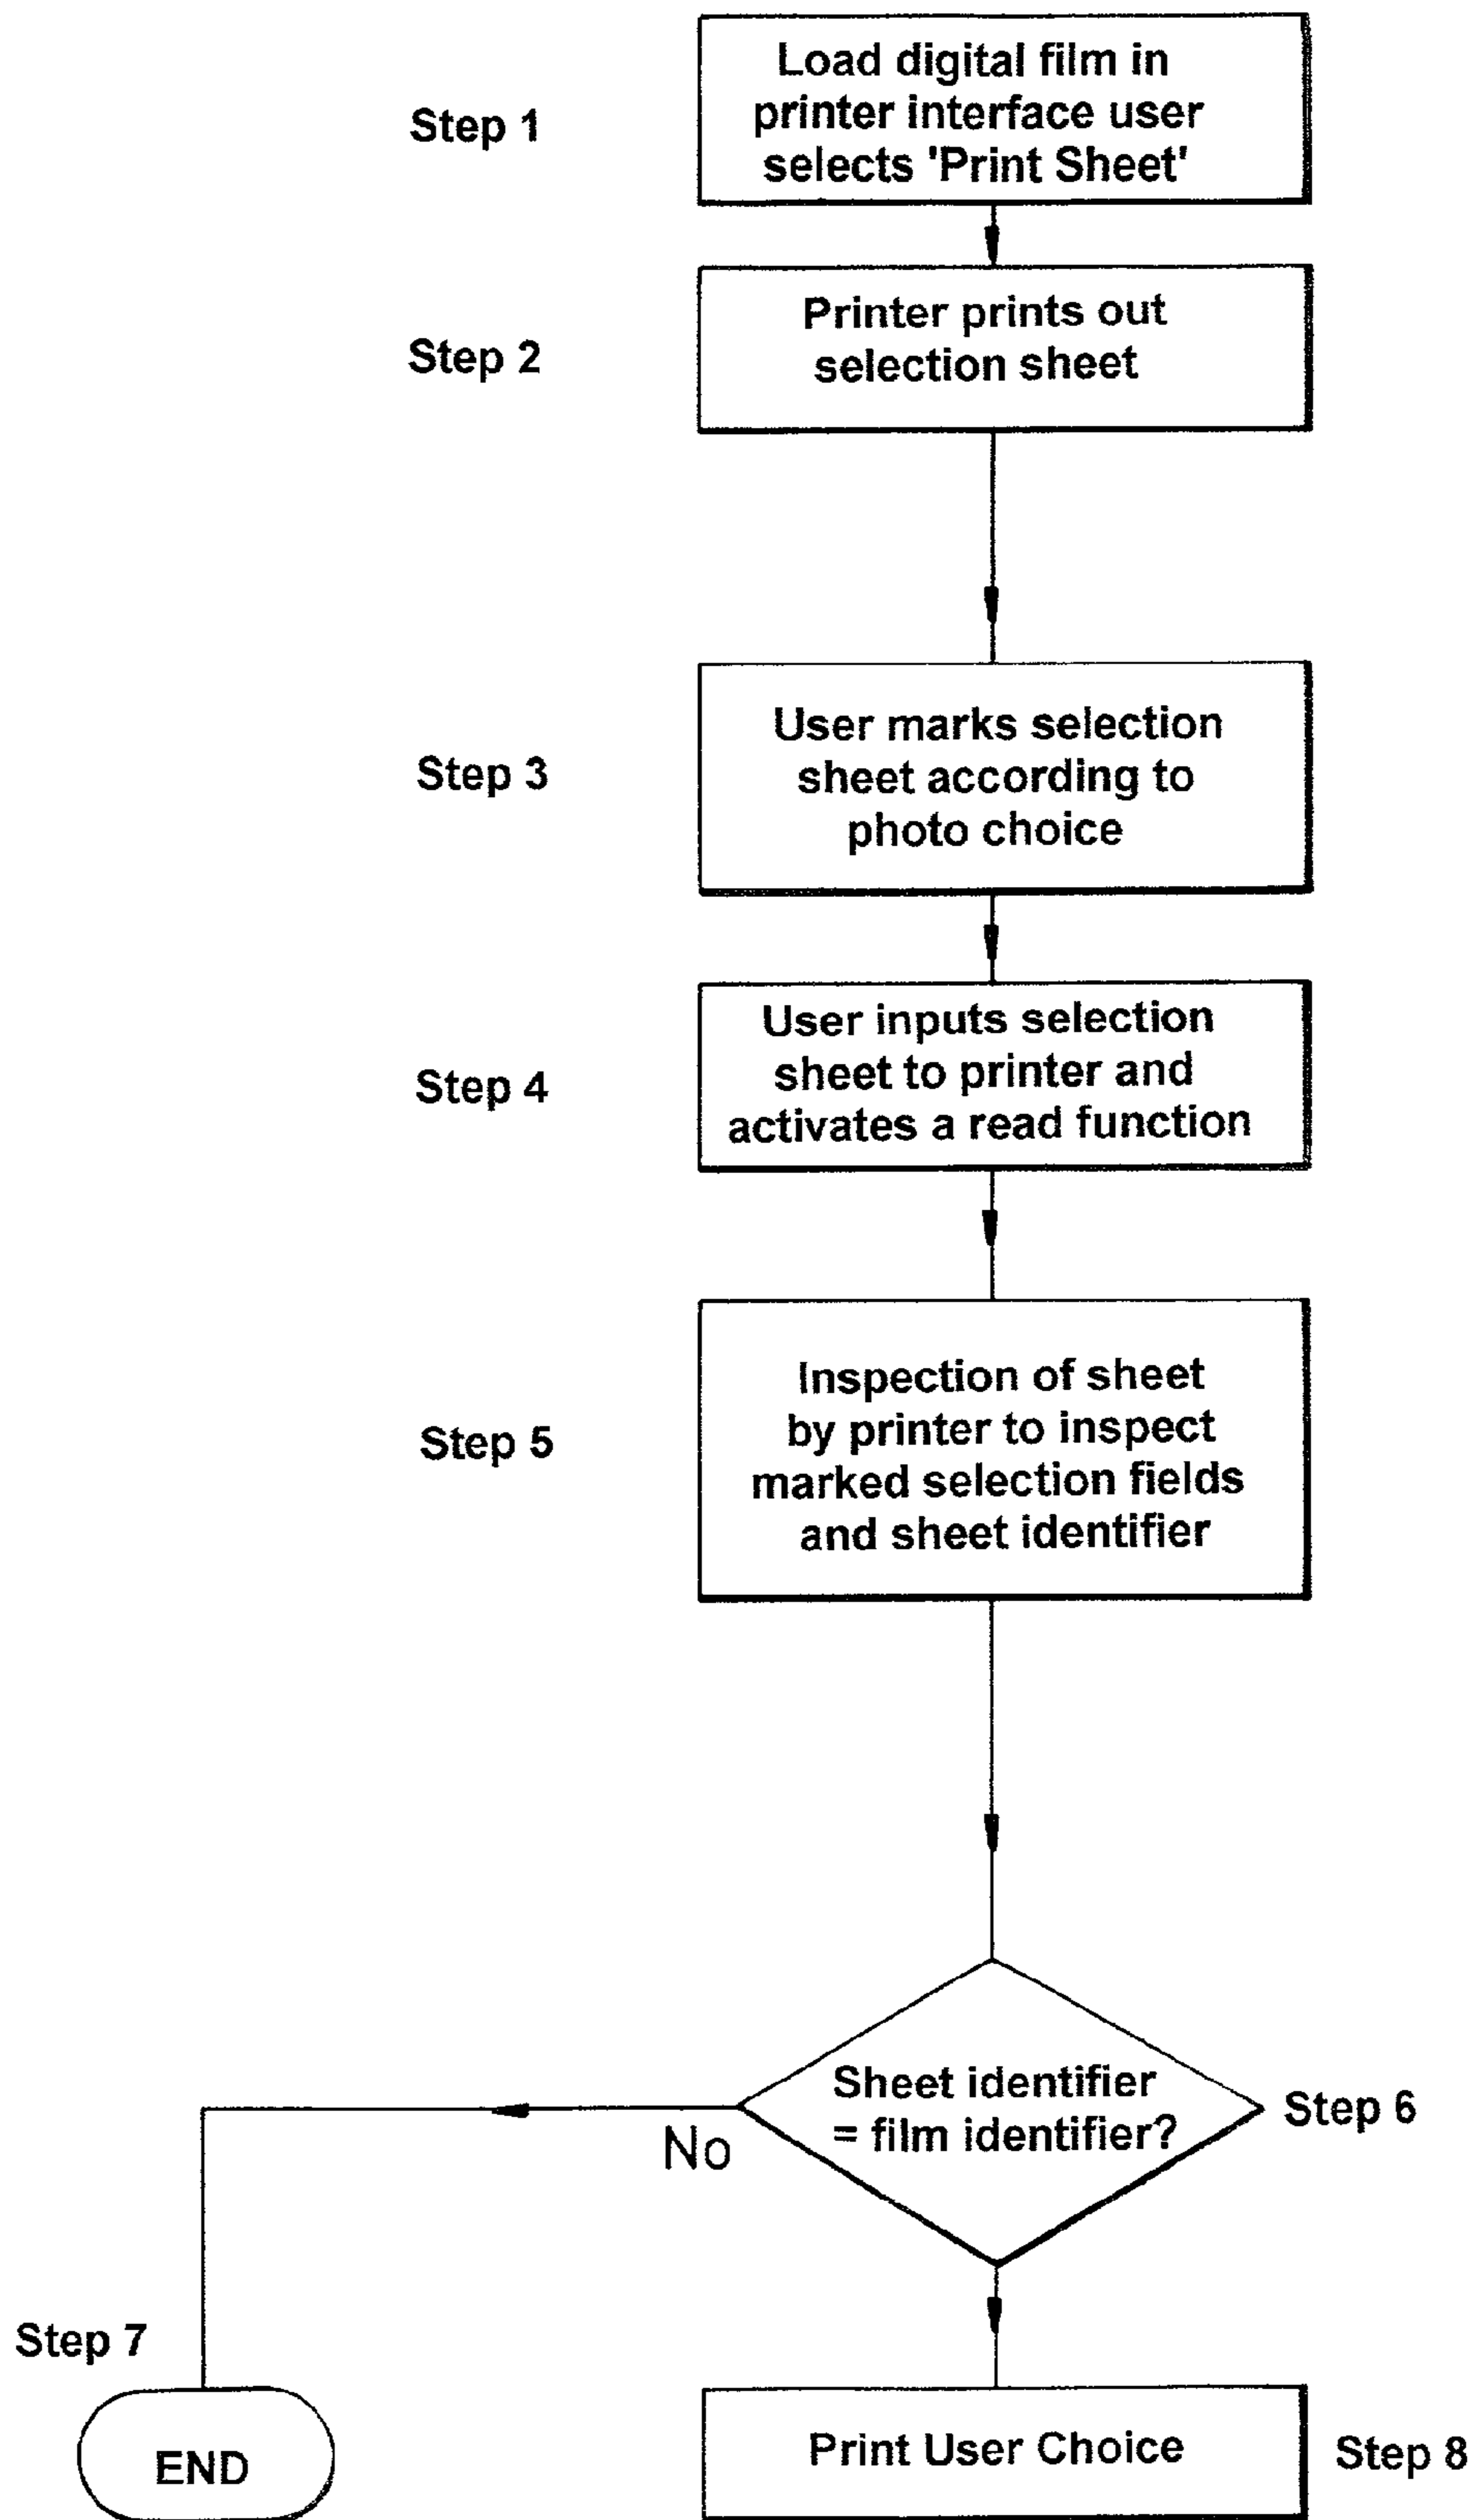 Step 1
Load digital film in
printer interface user
selects 'Print Sheet'
Step 2
Printer prints out
selection sheet
Step 3
User marks selection
sheet according to
photo choice
Step 4
User inputs selection
sheet to printer and
activates a read function
Step 5
Inspection of sheet
by printer to inspect
marked selection fields
and sheet identifier
Sheet identifier
= film identifier?
Step 6
No
Step 7
END
Print User Choice
Step 8